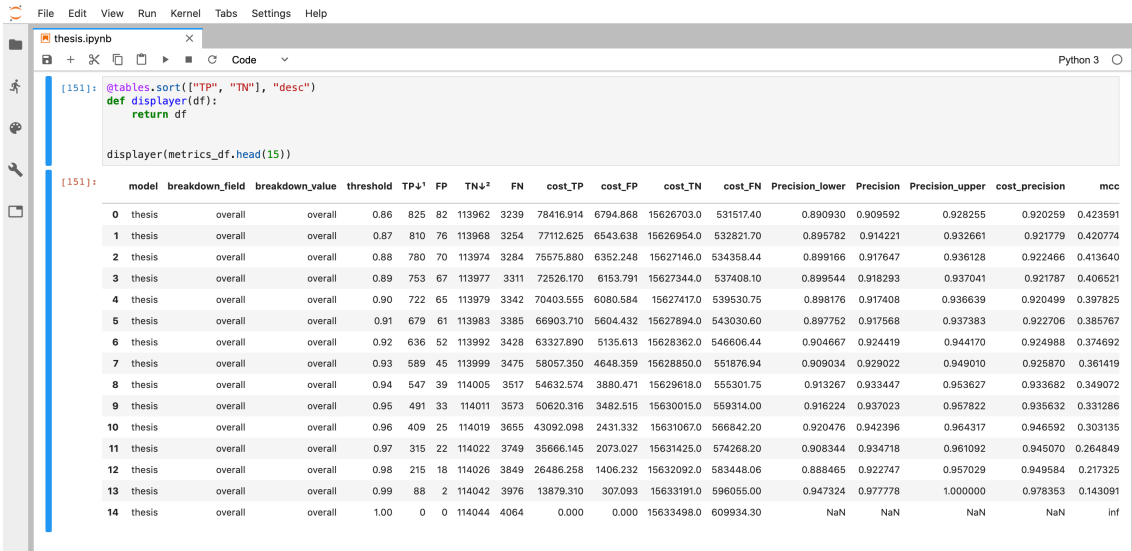 File Edit View Run Kernel Tabs Settings Help
thesis.ipynb
Code
Python 3
[151]: @tables.sort(["TP", "TN"], "desc")
def displayer(df):
return df
displayer(metrics_df.head(15))
[151]:
model breakdown_field breakdown_value threshold TP↓¹ FP TN↓² FN cost_TP cost_FP cost_TN cost_FN Precision_lower Precision Precision_upper cost_precision mcc
0 thesis overall overall 0.86 825 82 113962 3239 78416.914 6794.868 15626703.0 531517.40 0.890930 0.909592 0.928255 0.920259 0.423591
1 thesis overall overall 0.87 810 76 113968 3254 77112.625 6543.638 15626954.0 532821.70 0.895782 0.914221 0.932661 0.921779 0.420774
2 thesis overall overall 0.88 780 70 113974 3284 75575.880 6352.248 15627146.0 534358.44 0.899166 0.917647 0.936128 0.922466 0.413640
3 thesis overall overall 0.89 753 67 113977 3311 72526.170 6153.791 15627344.0 537408.10 0.899544 0.918293 0.937041 0.921787 0.406521
4 thesis overall overall 0.90 722 65 113979 3342 70403.555 6080.584 15627417.0 539530.75 0.898176 0.917408 0.936639 0.920499 0.397825
5 thesis overall overall 0.91 679 61 113983 3385 66903.710 5604.432 15627894.0 543030.60 0.897752 0.917568 0.937383 0.922706 0.385767
6 thesis overall overall 0.92 636 52 113992 3428 63327.890 5135.613 15628362.0 546606.44 0.904667 0.924419 0.944170 0.924988 0.374692
7 thesis overall overall 0.93 589 45 113999 3475 58057.350 4648.359 15628850.0 551876.94 0.909034 0.929022 0.949010 0.925870 0.361419
8 thesis overall overall 0.94 547 39 114005 3517 54632.574 3880.471 15629618.0 555301.75 0.913267 0.933447 0.953627 0.933682 0.349072
9 thesis overall overall 0.95 491 33 114011 3573 50620.316 3482.515 15630015.0 559314.00 0.916224 0.937023 0.957822 0.935632 0.331286
10 thesis overall overall 0.96 409 25 114019 3655 43092.098 2431.332 15631067.0 566842.20 0.920476 0.942396 0.964317 0.946592 0.303135
11 thesis overall overall 0.97 315 22 114022 3749 35666.145 2073.027 15631425.0 574268.20 0.908344 0.934718 0.961092 0.945070 0.264849
12 thesis overall overall 0.98 215 18 114026 3849 26486.258 1406.232 15632092.0 583448.06 0.888465 0.922747 0.957029 0.949584 0.217325
13 thesis overall overall 0.99 88 2 114042 3976 13879.310 307.093 15633191.0 596055.00 0.947324 0.977778 1.000000 0.978353 0.143091
14 thesis overall overall 1.00 0 0 114044 4064 0.000 0.000 15633498.0 609934.30 NaN NaN NaN NaN inf